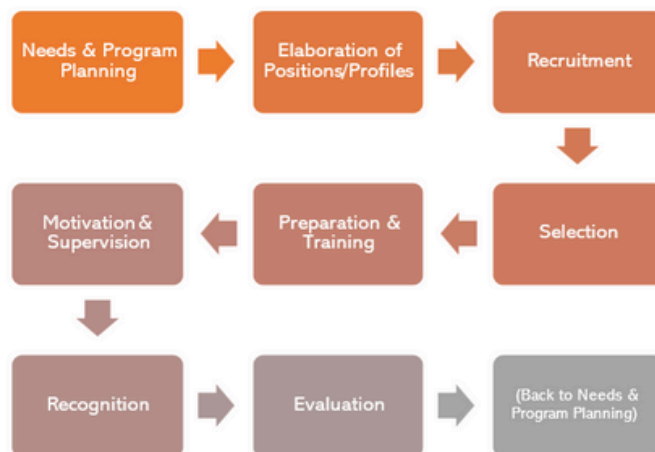 Needs & Program
Planning
Elaboration of
Positions/Profiles
Recruitment
Motivation &
Supervision
Preparation &
Training
Selection
Recognition
Evaluation
(Back to Needs &
Program Planning)